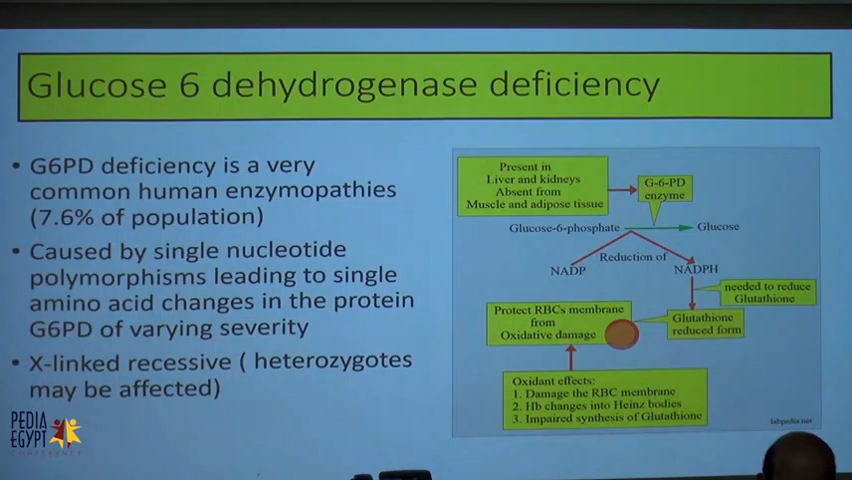 Glucose 6 dehydrogenase deficiency
• G6PD deficiency is a very
common human enzymopathies
(7.6% of population)
• Caused by single nucleotide
polymorphisms leading to single
amino acid changes in the protein
G6PD of varying severity
• X-linked recessive ( heterozygotes
may be affected)
Present in
Liver and kidneys
Absent from
Muscle and adipose tissue
G-6-PD
enzyme
Glucose-6-phosphate
Glucose
Reduction of
NADP
NADPH
needed to reduce
Glutathione
Protect RBCs membrane
from
Oxidative damage
Glutathione
reduced form
Oxidant effects:
1. Damage the RBC membrane
2. Hb changes into Heinz bodies
3. Impaired synthesis of Glutathione
labpedia.net
PEDIA
EGYPT
CONFERENCE